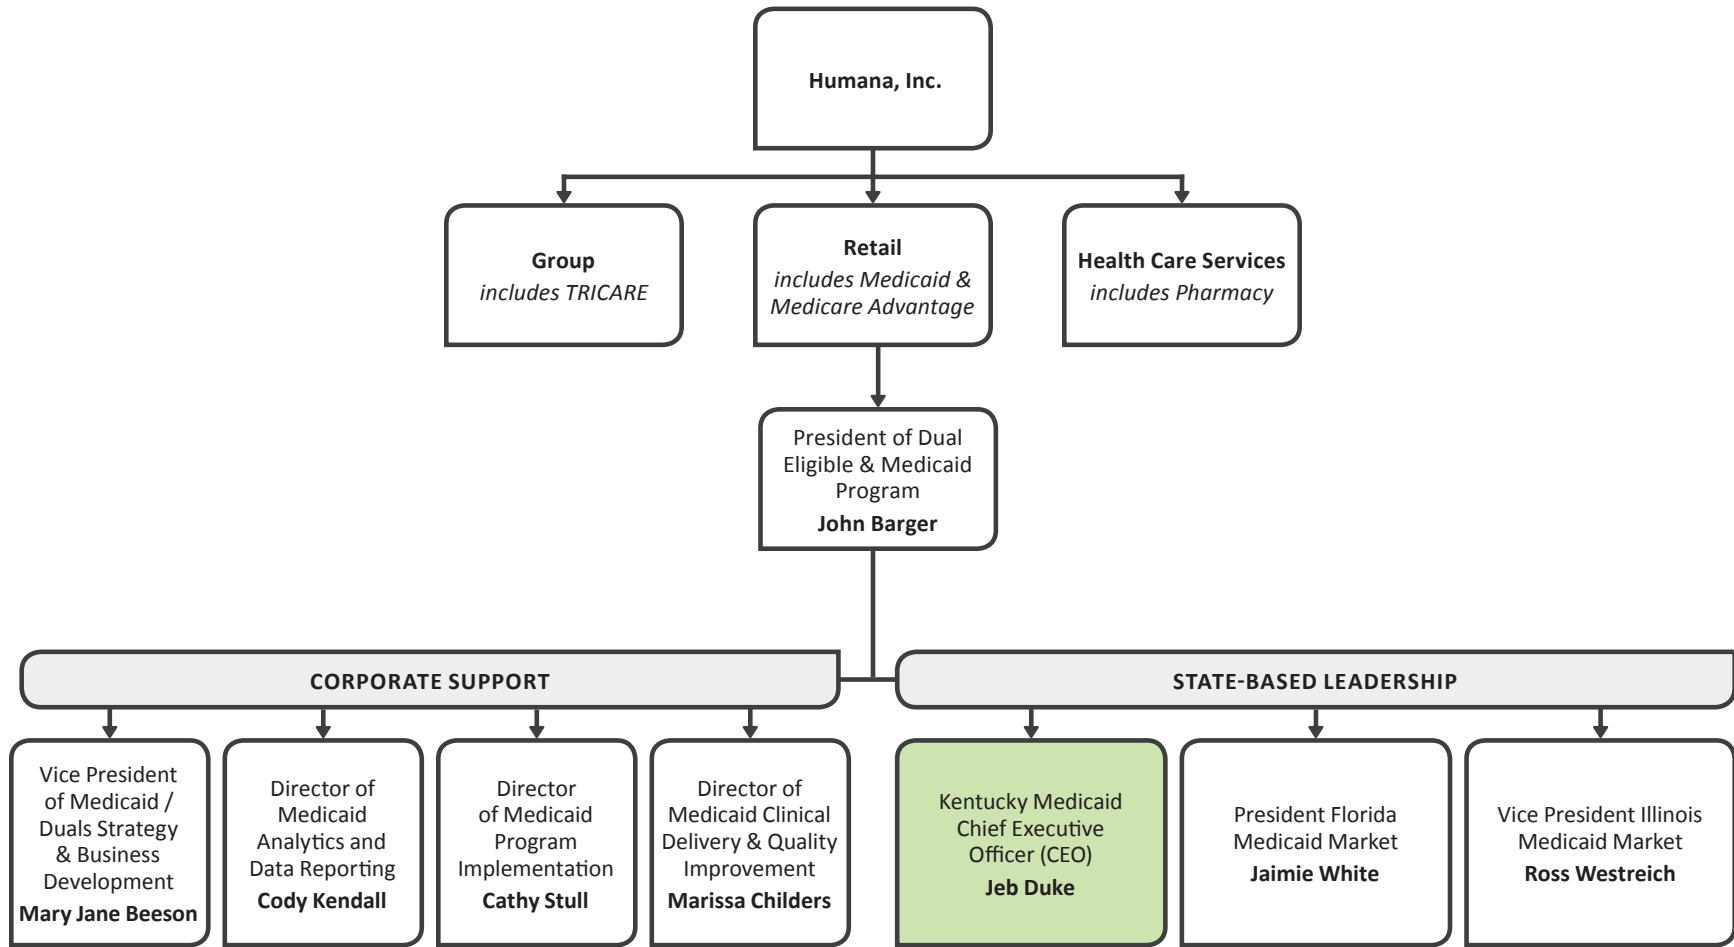 Humana, Inc.
Group
includes TRICARE
Retail
includes Medicaid &
Medicare Advantage
Health Care Services
includes Pharmacy
President of Dual
Eligible & Medicaid
Program
John Barger
CORPORATE SUPPORT
STATE-BASED LEADERSHIP
Vice President
of Medicaid /
Duals Strategy
& Business
Development
Mary Jane Beeson
Director of
Medicaid
Analytics and
Data Reporting
Cody Kendall
Director
of Medicaid
Program
Implementation
Cathy Stull
Director of
Medicaid Clinical
Delivery & Quality
Improvement
Marissa Childers
Kentucky Medicaid
Chief Executive
Officer (CEO)
Jeb Duke
President Florida
Medicaid Market
Jaimie White
Vice President Illinois
Medicaid Market
Ross Westreich